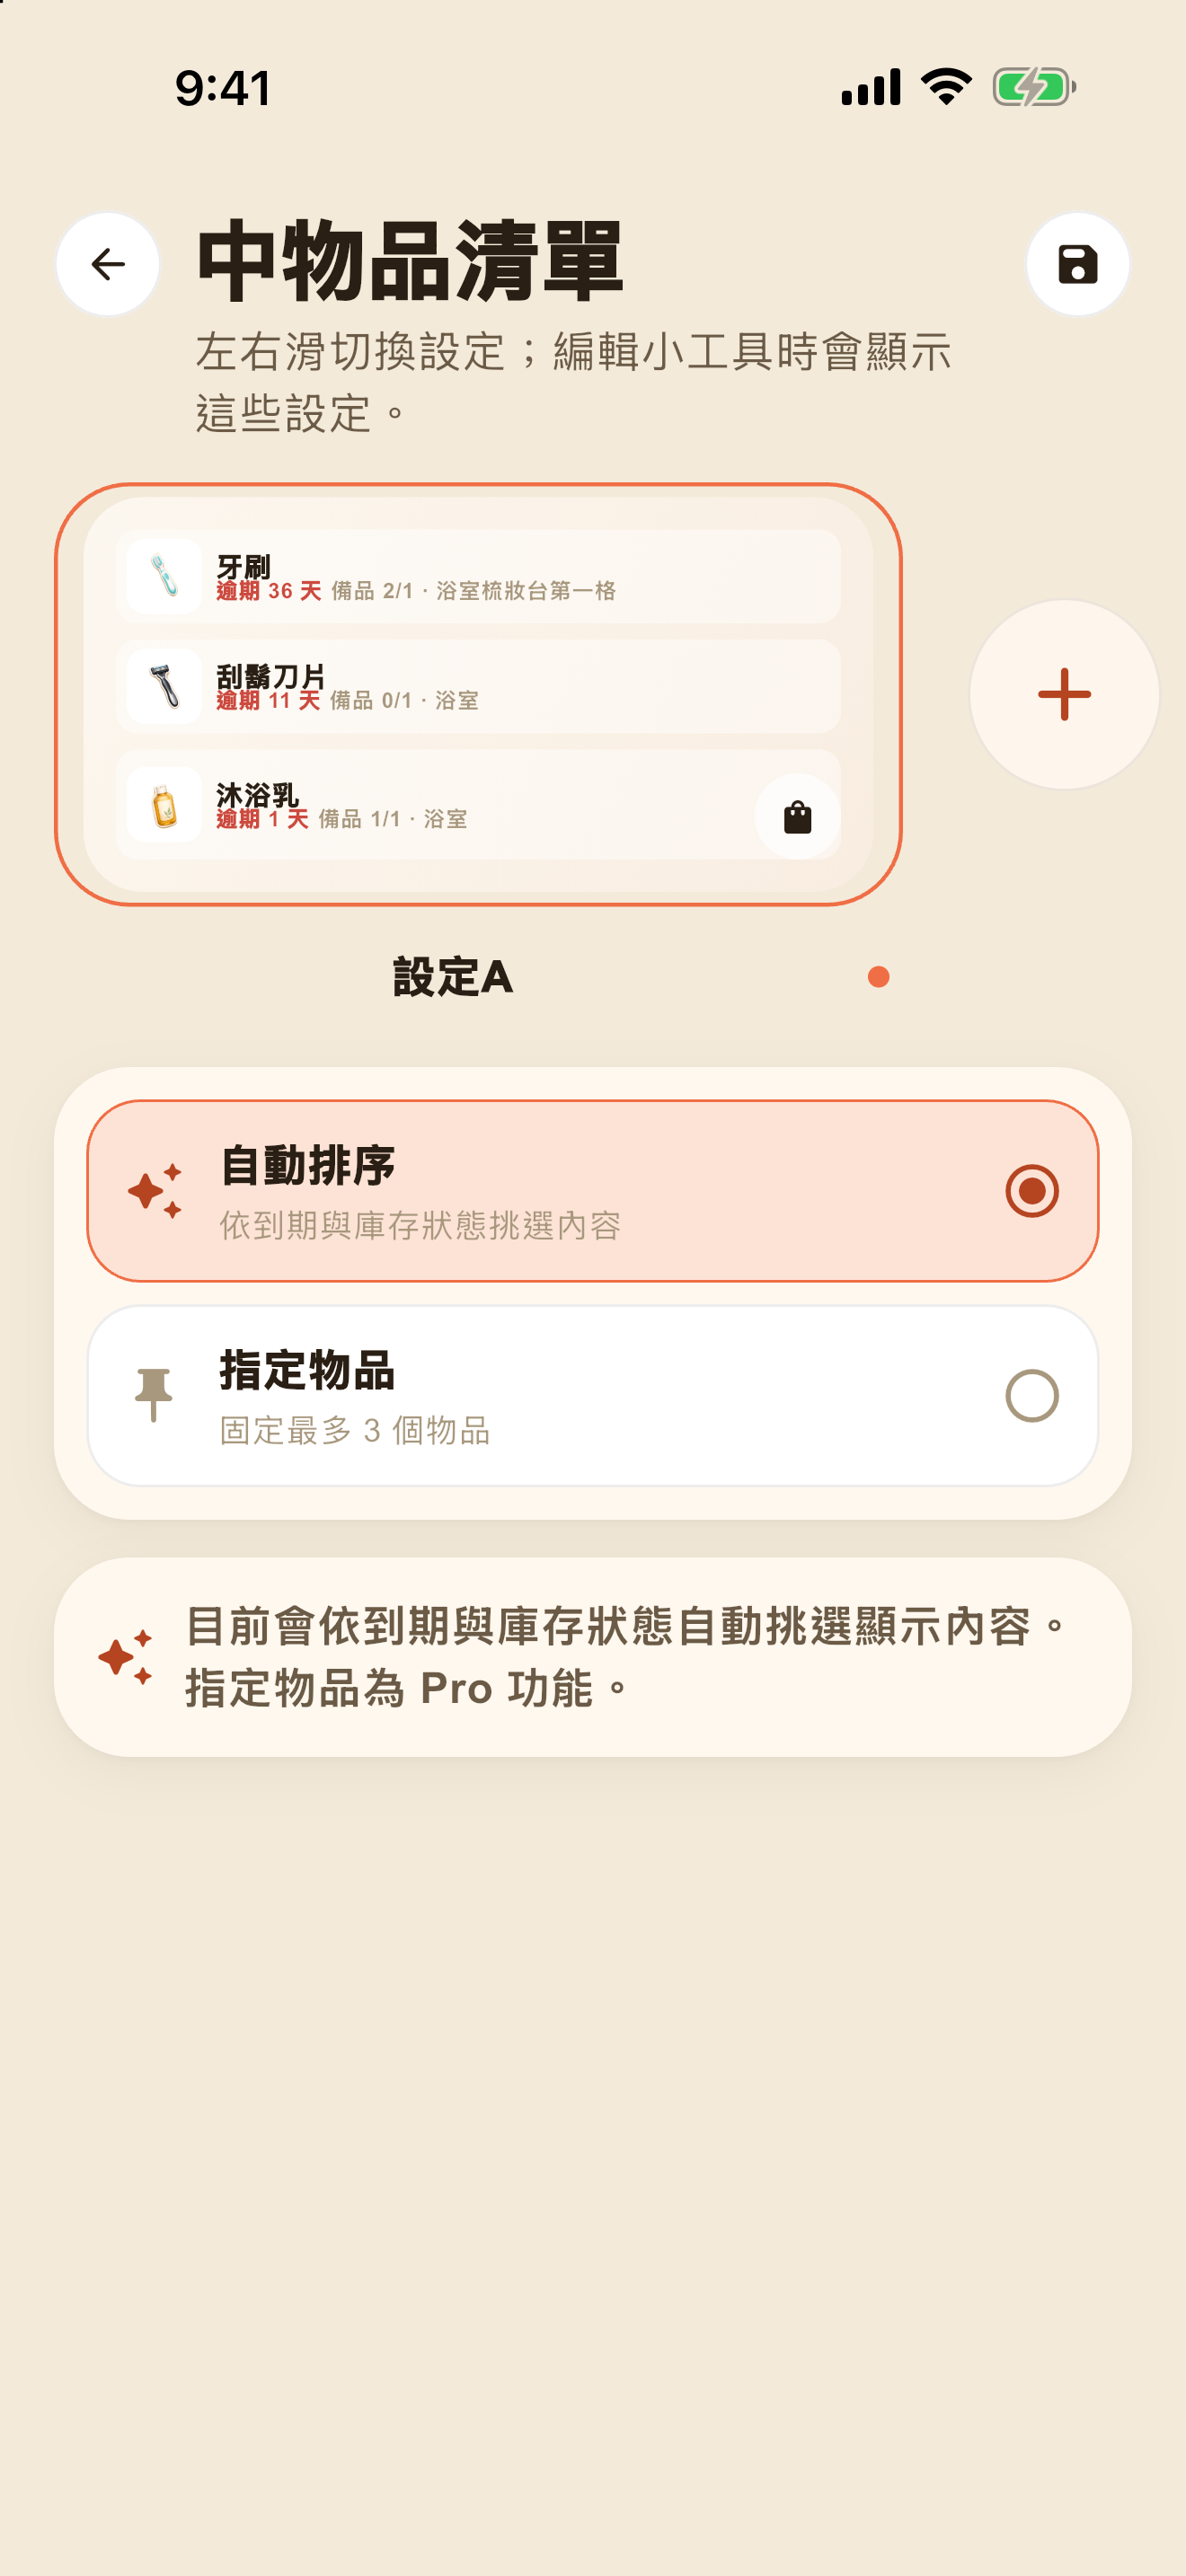 9:41
中物品清單
左右滑切換設定；編輯小工具時會顯示
這些設定。
牙刷
逾期 36 天 備品 2/1 · 浴室梳妝台第一格
刮鬍刀片
逾期 11 天 備品 0/1 · 浴室
沐浴乳
逾期 1 天 備品 1/1 · 浴室
設定A
自動排序
依到期與庫存狀態挑選內容
指定物品
固定最多 3 個物品
目前會依到期與庫存狀態自動挑選顯示內容。
指定物品為 Pro 功能。